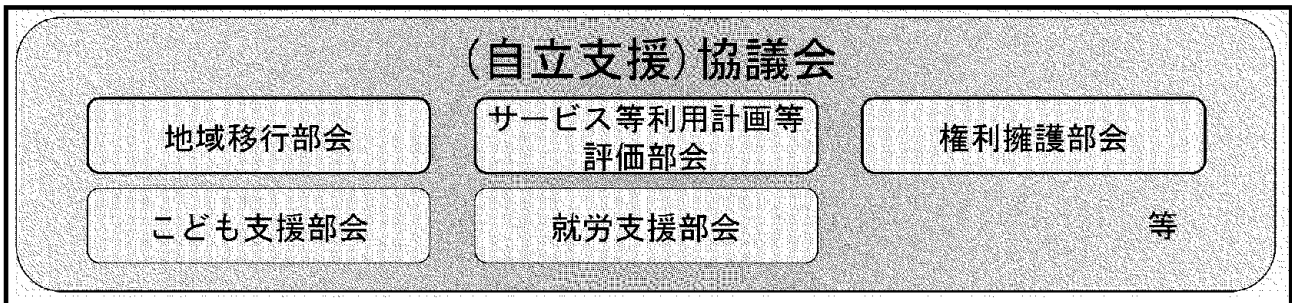 (自立支援)協議会
地域移行部会
サービス等利用計画等
評価部会
権利擁護部会
こども支援部会
就労支援部会
等